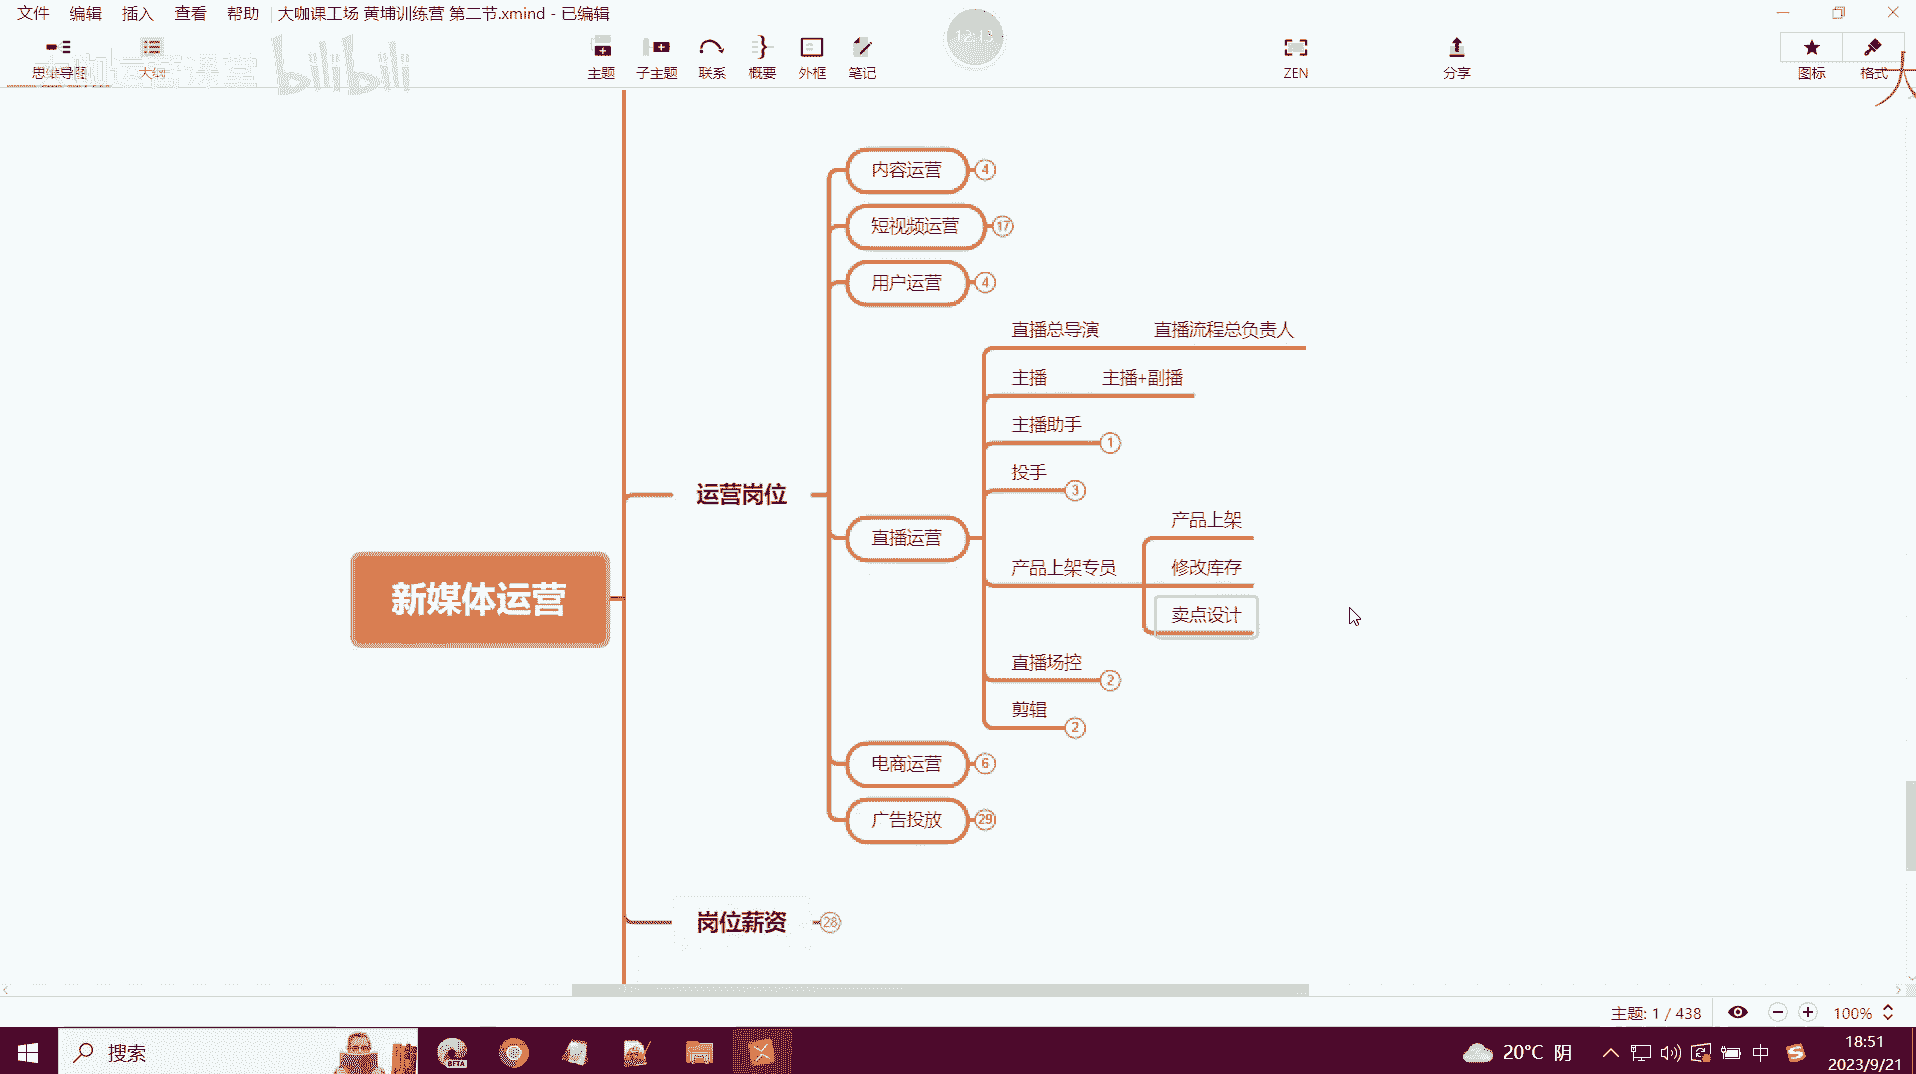 文件 编辑 插入 查看 帮助 大咖课工场 黄埔训练营 第二节.xmind - 已编辑
思维导图 大纲 主题 子主题 联系 概要 外框 笔记 ZEN 分享 图标 格式
bilibili
12:13
大
内容运营 4
短视频运营 17
用户运营 4
直播总导演 直播流程总负责人
主播 主播+副播
主播助手 1
投手 3
运营岗位
产品上架
直播运营
产品上架专员 修改库存
新媒体运营
卖点设计
直播场控 2
剪辑 2
电商运营 6
广告投放 29
岗位薪资 28
主题: 1 / 438 100%
搜索
20°C 阴 中 18:51
2023/9/21